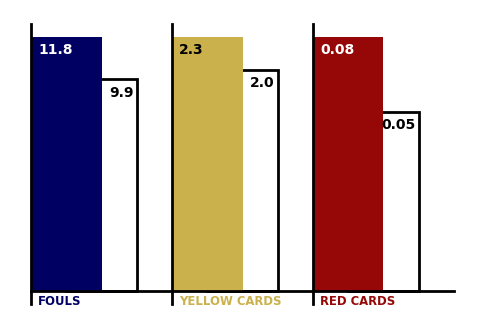 11.8
9.9
2.3
2.0
0.08
0.05
FOULS
YELLOW CARDS
RED CARDS